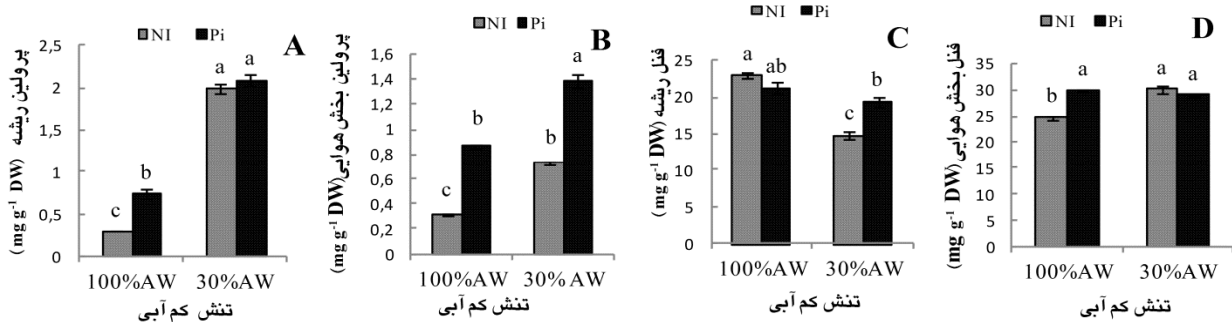 ■NI ■Pi
A
پرولین ریشه
(mg g⁻¹ DW)
2,5
2
1,5
1
0,5
0
c
b
a
a
100%AW 30%AW
تنش کم آبی
■NI ■Pi
B
پرولین بخش هوایی
(mg g⁻¹ DW)
1,6
1,4
1,2
1
0,8
0,6
0,4
0,2
0
c
b
b
a
100%AW 30% AW
تنش کم آبی
■NI ■Pi
C
فنل ریشه
(mg g⁻¹ DW)
25
20
15
10
5
0
a
ab
c
b
100%AW 30%AW
تنش کم آبی
■NI ■Pi
D
فنل بخش هوایی
(mg g⁻¹ DW)
35
30
25
20
15
10
5
0
b
a
a
a
100%AW 30%AW
تنش کم آبی